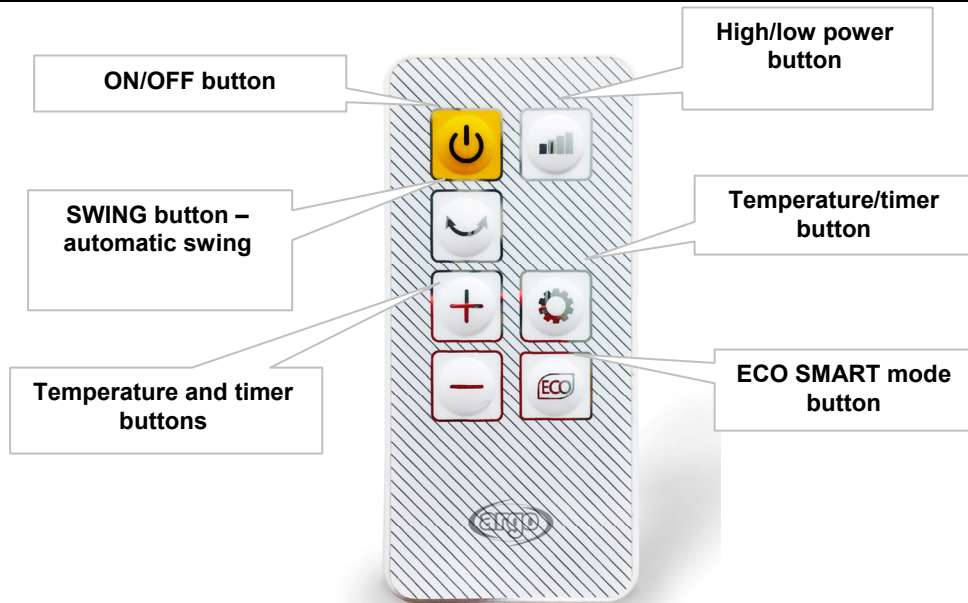 High/low power
button
ON/OFF button
SWING button –
automatic swing
Temperature/timer
button
Temperature and timer
buttons
ECO SMART mode
button
ECO
argo